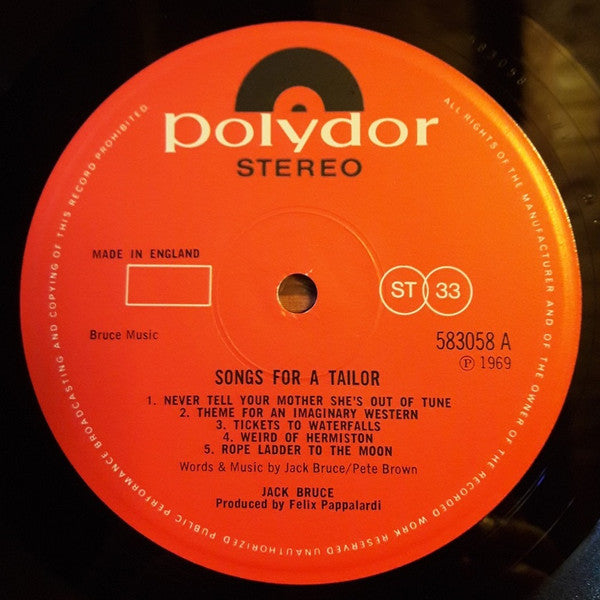 polydor
STEREO
MADE IN ENGLAND
ST 33
Bruce Music
583058 A
Ⓟ 1969
SONGS FOR A TAILOR
1. NEVER TELL YOUR MOTHER SHE'S OUT OF TUNE
2. THEME FOR AN IMAGINARY WESTERN
3. TICKETS TO WATERFALLS
4. WEIRD OF HERMISTON
5. ROPE LADDER TO THE MOON
Words & Music by Jack Bruce/Pete Brown
JACK BRUCE
Produced by Felix Pappalardi
ALL RIGHTS OF THE MANUFACTURER AND OF THE OWNER OF THE RECORDED WORK RESERVED UNAUTHORIZED PUBLIC PERFORMANCE BROADCASTING AND COPYING OF THIS RECORD PROHIBITED.
583058